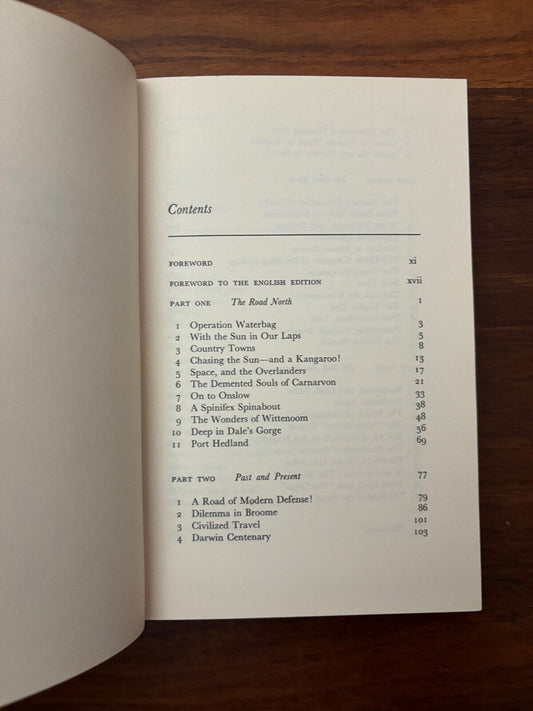 Contents
FOREWORD xi
FOREWORD TO THE ENGLISH EDITION xvii
PART ONE The Road North 1
1 Operation Waterbag 3
2 With the Sun in Our Laps 5
3 Country Towns 8
4 Chasing the Sun—and a Kangaroo! 13
5 Space, and the Overlanders 17
6 The Demented Souls of Carnarvon 21
7 On to Onslow 33
8 A Spinifex Spinabout 38
9 The Wonders of Wittenoom 48
10 Deep in Dale's Gorge 56
11 Port Hedland 69
PART TWO Past and Present 77
1 A Road of Modern Defense! 79
2 Dilemma in Broome 86
3 Civilized Travel 101
4 Darwin Centenary 103